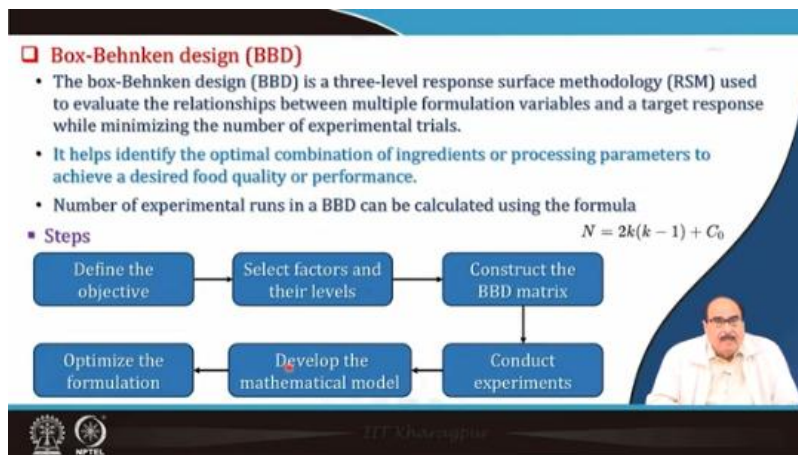 Box-Behnken design (BBD)
• The box-Behnken design (BBD) is a three-level response surface methodology (RSM) used
to evaluate the relationships between multiple formulation variables and a target response
while minimizing the number of experimental trials.
• It helps identify the optimal combination of ingredients or processing parameters to
achieve a desired food quality or performance.
• Number of experimental runs in a BBD can be calculated using the formula
N = 2k(k − 1) + C₀
▪ Steps
Define the
objective
Select factors and
their levels
Construct the
BBD matrix
Conduct
experiments
Develop the
mathematical model
Optimize the
formulation
NPTEL
IIT Kharagpur